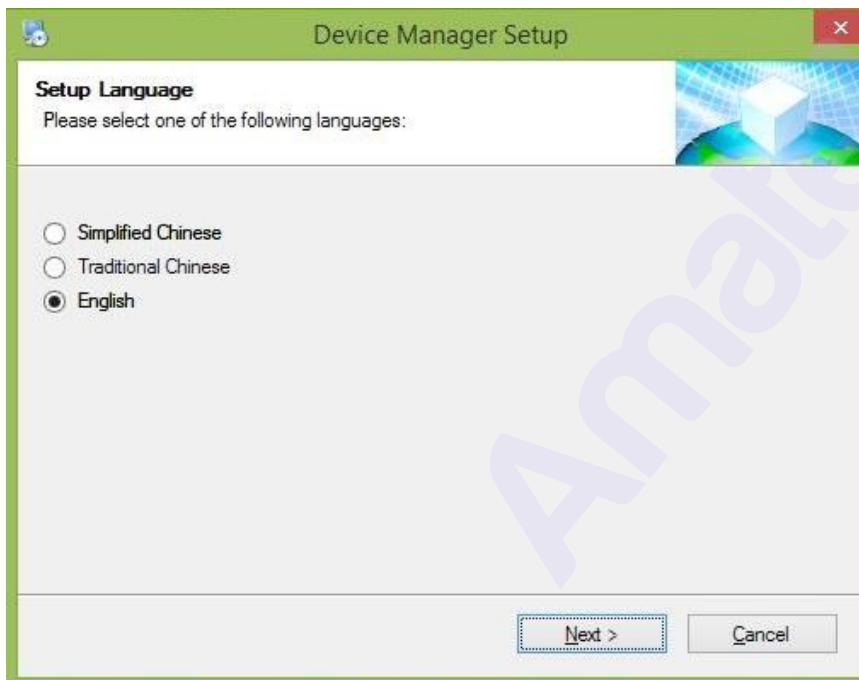 Device Manager Setup
Setup Language
Please select one of the following languages:
Simplified Chinese
Traditional Chinese
English
Next >
Cancel